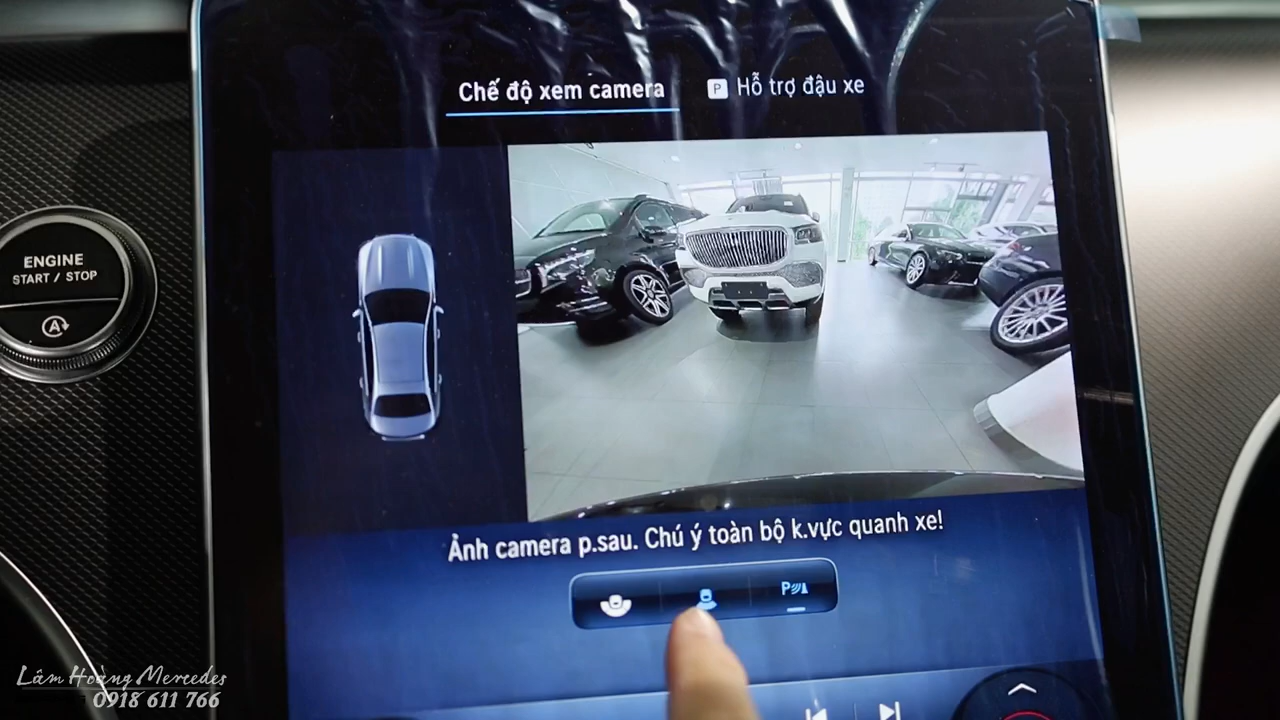 Chế độ xem camera
P Hỗ trợ đậu xe
ENGINE
START / STOP
A
Ảnh camera p.sau. Chú ý toàn bộ k.vực quanh xe!
P
Lâm Hoàng Mercedes
0918 611 766